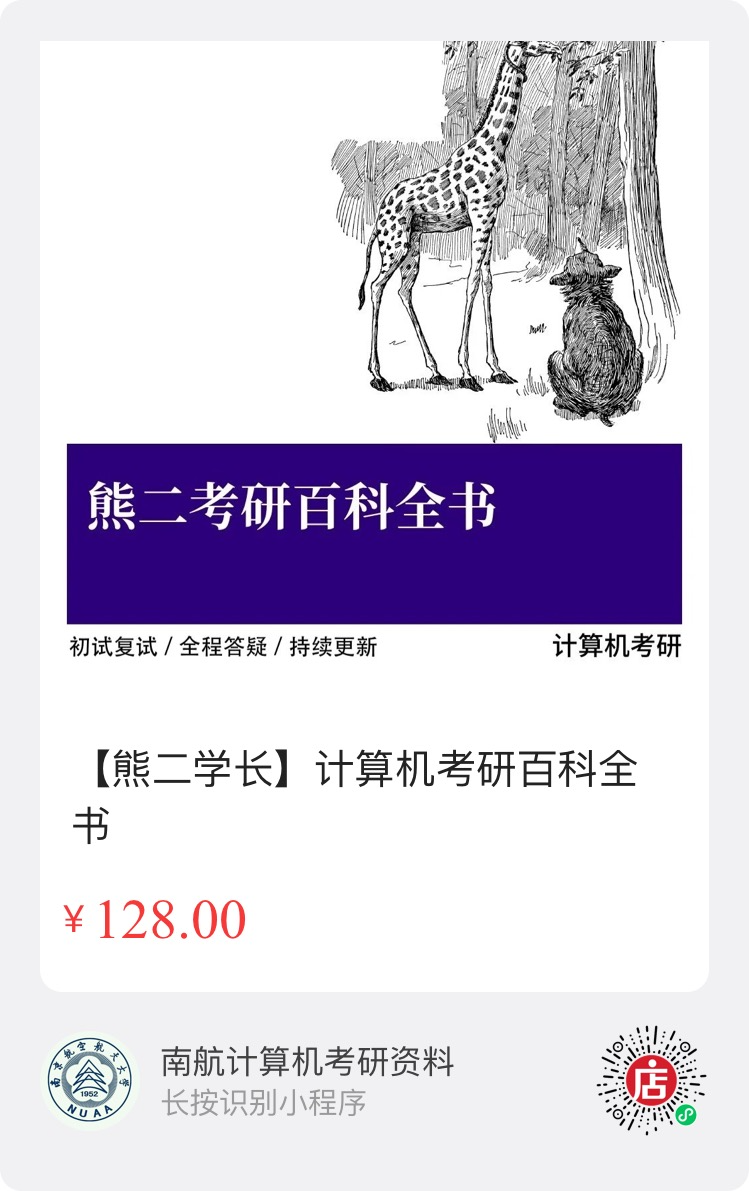 熊二考研百科全书
初试复试 / 全程答疑 / 持续更新
计算机考研
【熊二学长】计算机考研百科全
书
¥128.00
南京航空航天大学
1952
NUAA
南航计算机考研资料
长按识别小程序
店